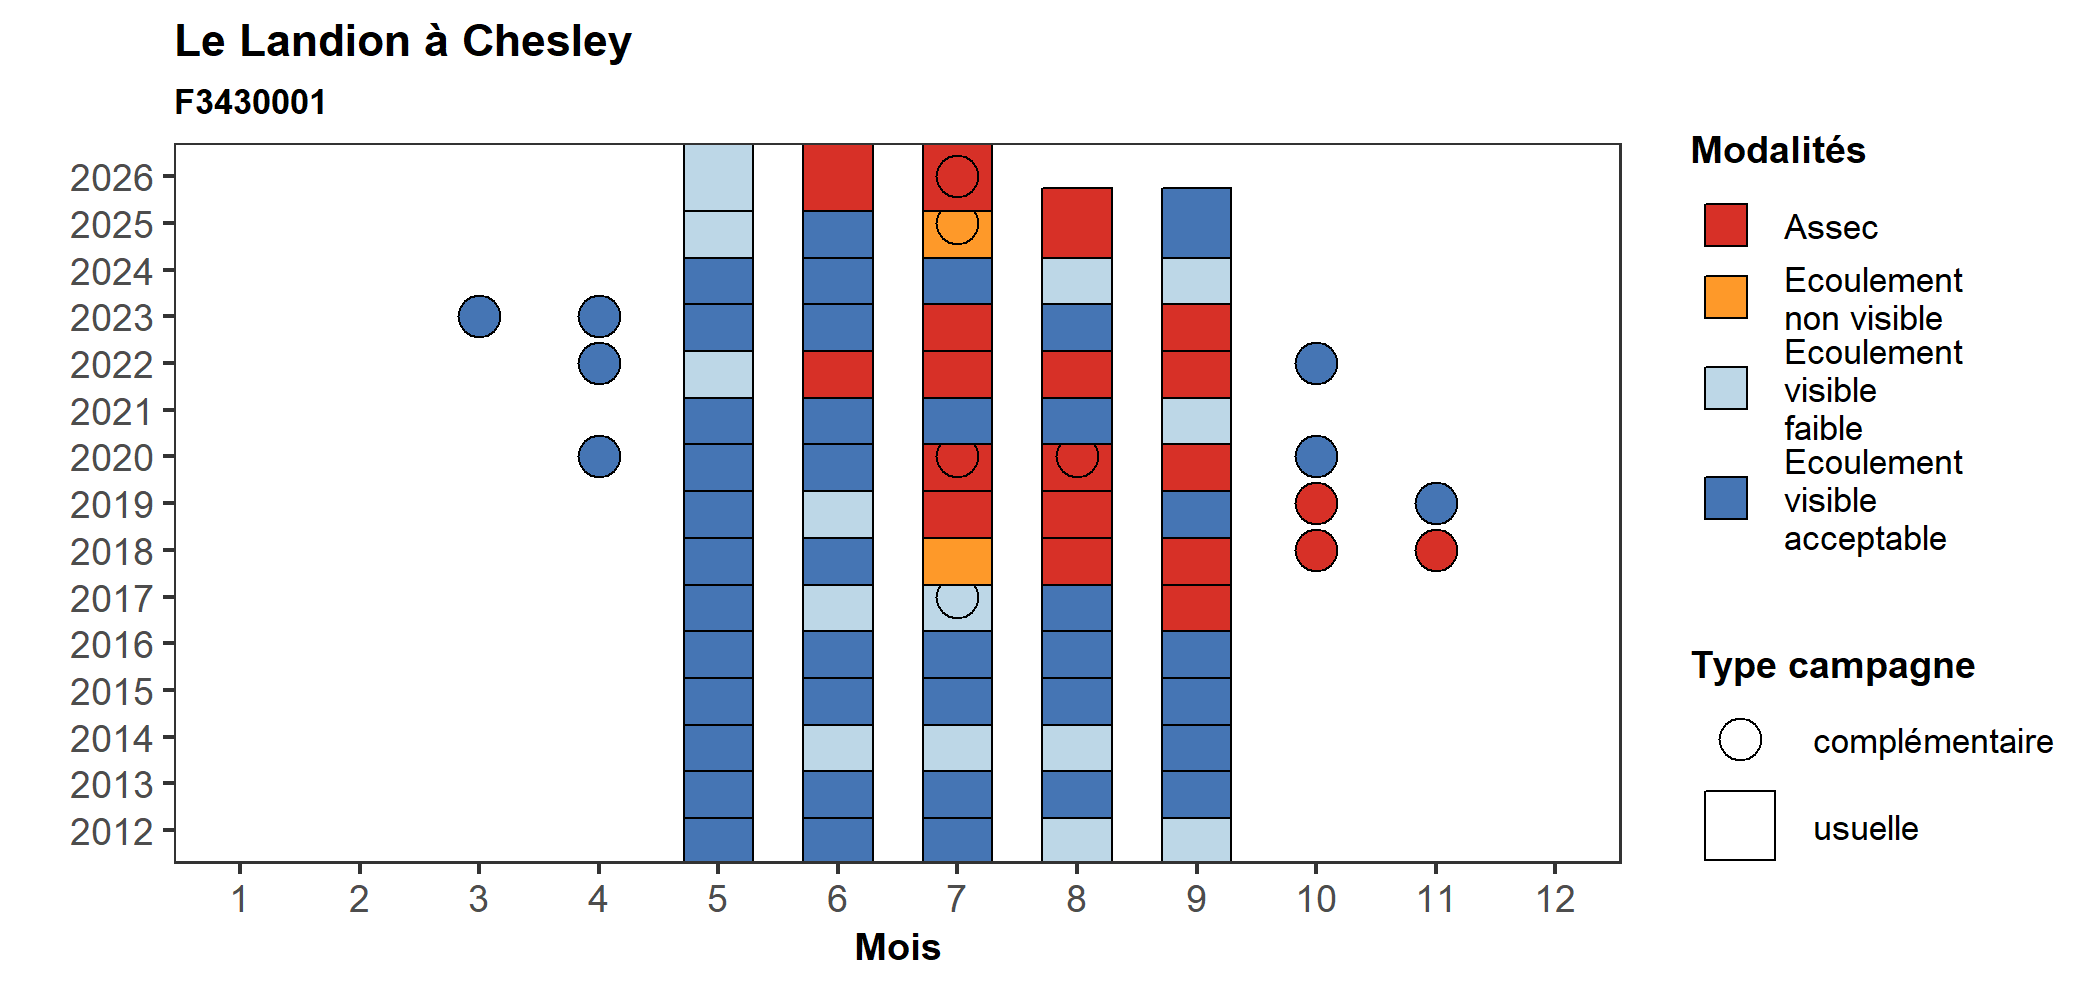 Le Landion à Chesley
F3430001
2026
2025
2024
2023
2022
2021
2020
2019
2018
2017
2016
2015
2014
2013
2012
1 2 3 4 5 6 7 8 9 10 11 12
Mois
Modalités
Assec
Ecoulement
non visible
Ecoulement
visible
faible
Ecoulement
visible
acceptable
Type campagne
complémentaire
usuelle